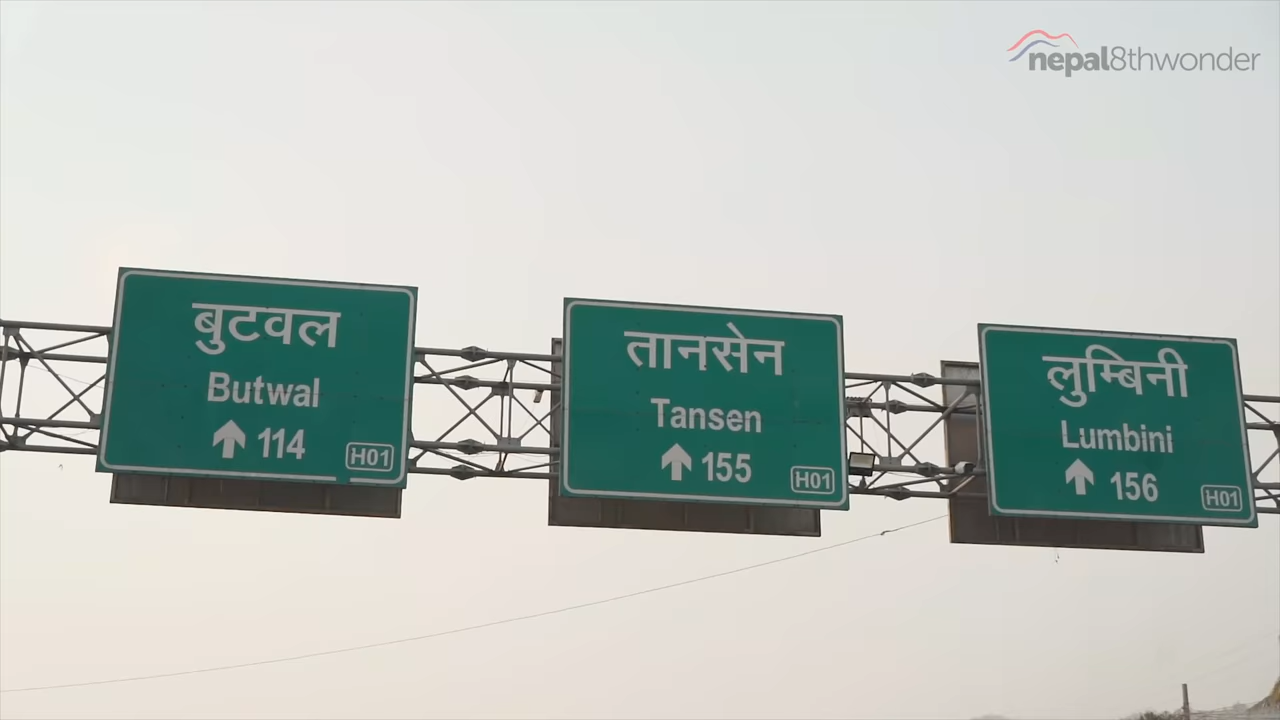 nepal8thwonder
बुटवल
Butwal
↑ 114 H01
तानसेन
Tansen
↑ 155 H01
लुम्बिनी
Lumbini
↑ 156 H01